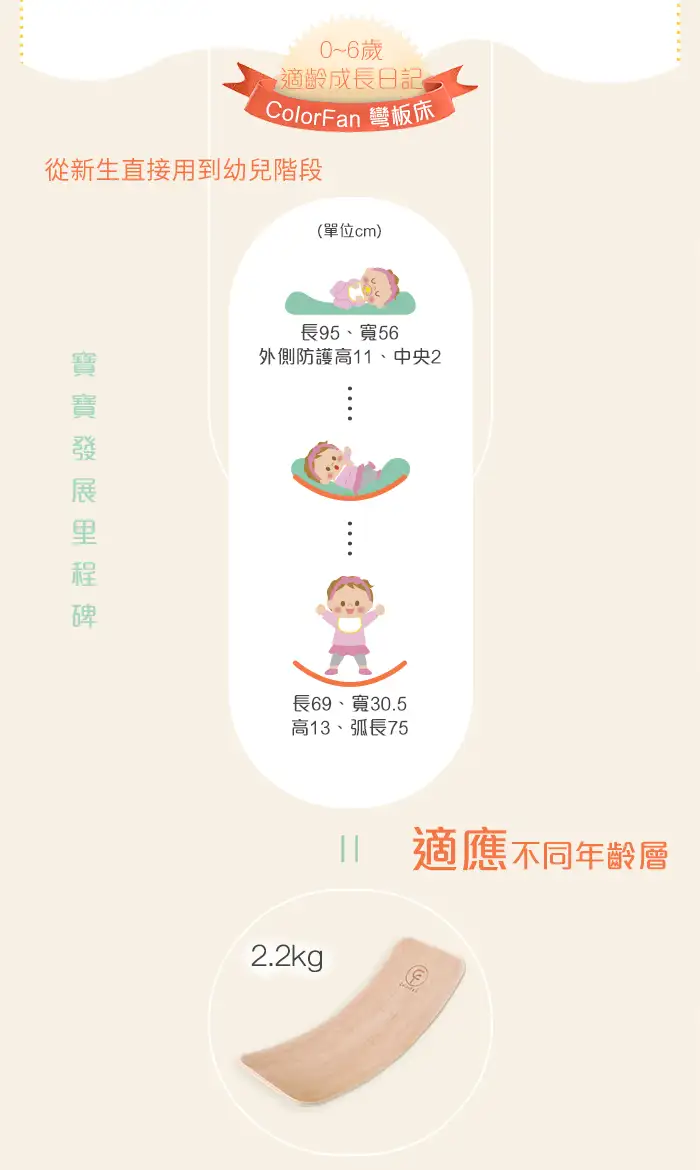 0~6歲
適齡成長日記
ColorFan 彎板床
從新生直接用到幼兒階段
(單位cm)
長95、寬56
外側防護高11、中央2
寶寶發展里程碑
長69、寬30.5
高13、弧長75
適應不同年齡層
2.2kg